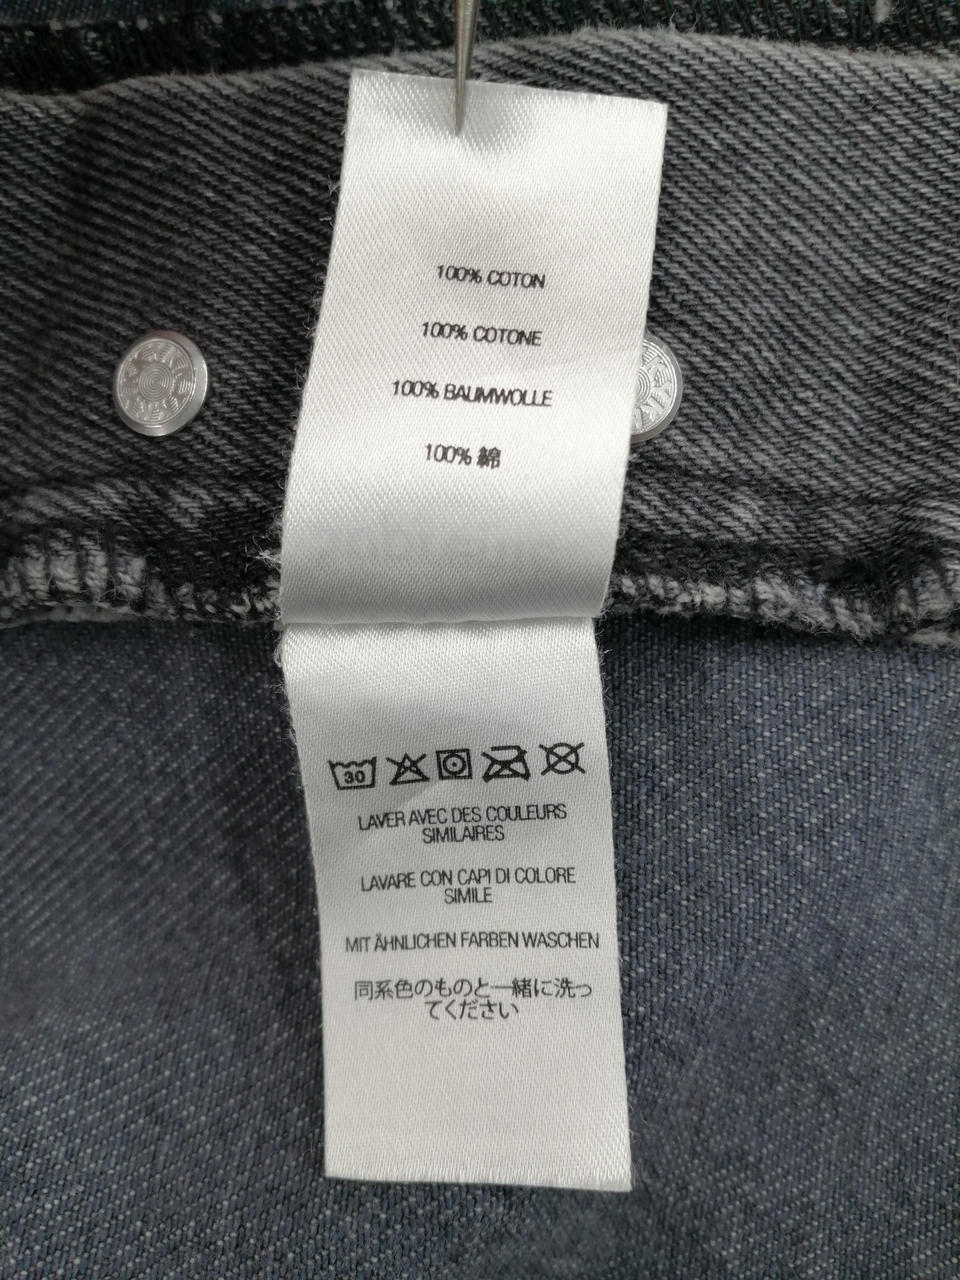 100% COTON
100% COTONE
100% BAUMWOLLE
100% 綿
30
LAVER AVEC DES COULEURS
SIMILAIRES
LAVARE CON CAPI DI COLORE
SIMILE
MIT ÄHNLICHEN FARBEN WASCHEN
同系色のものと一緒に洗っ
てください